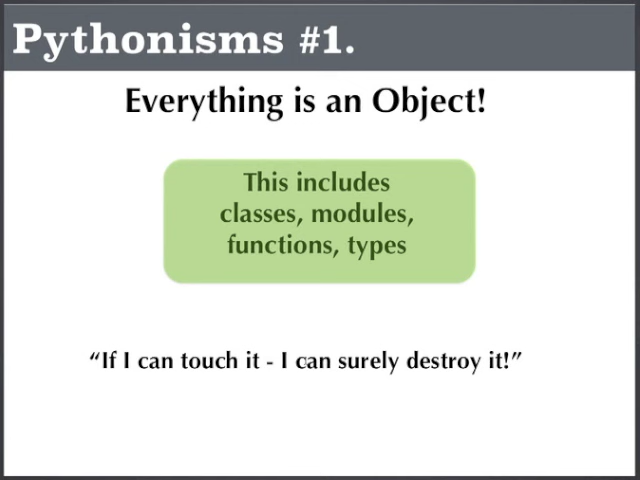 Pythonisms #1.
Everything is an Object!
This includes
classes, modules,
functions, types
“If I can touch it - I can surely destroy it!”